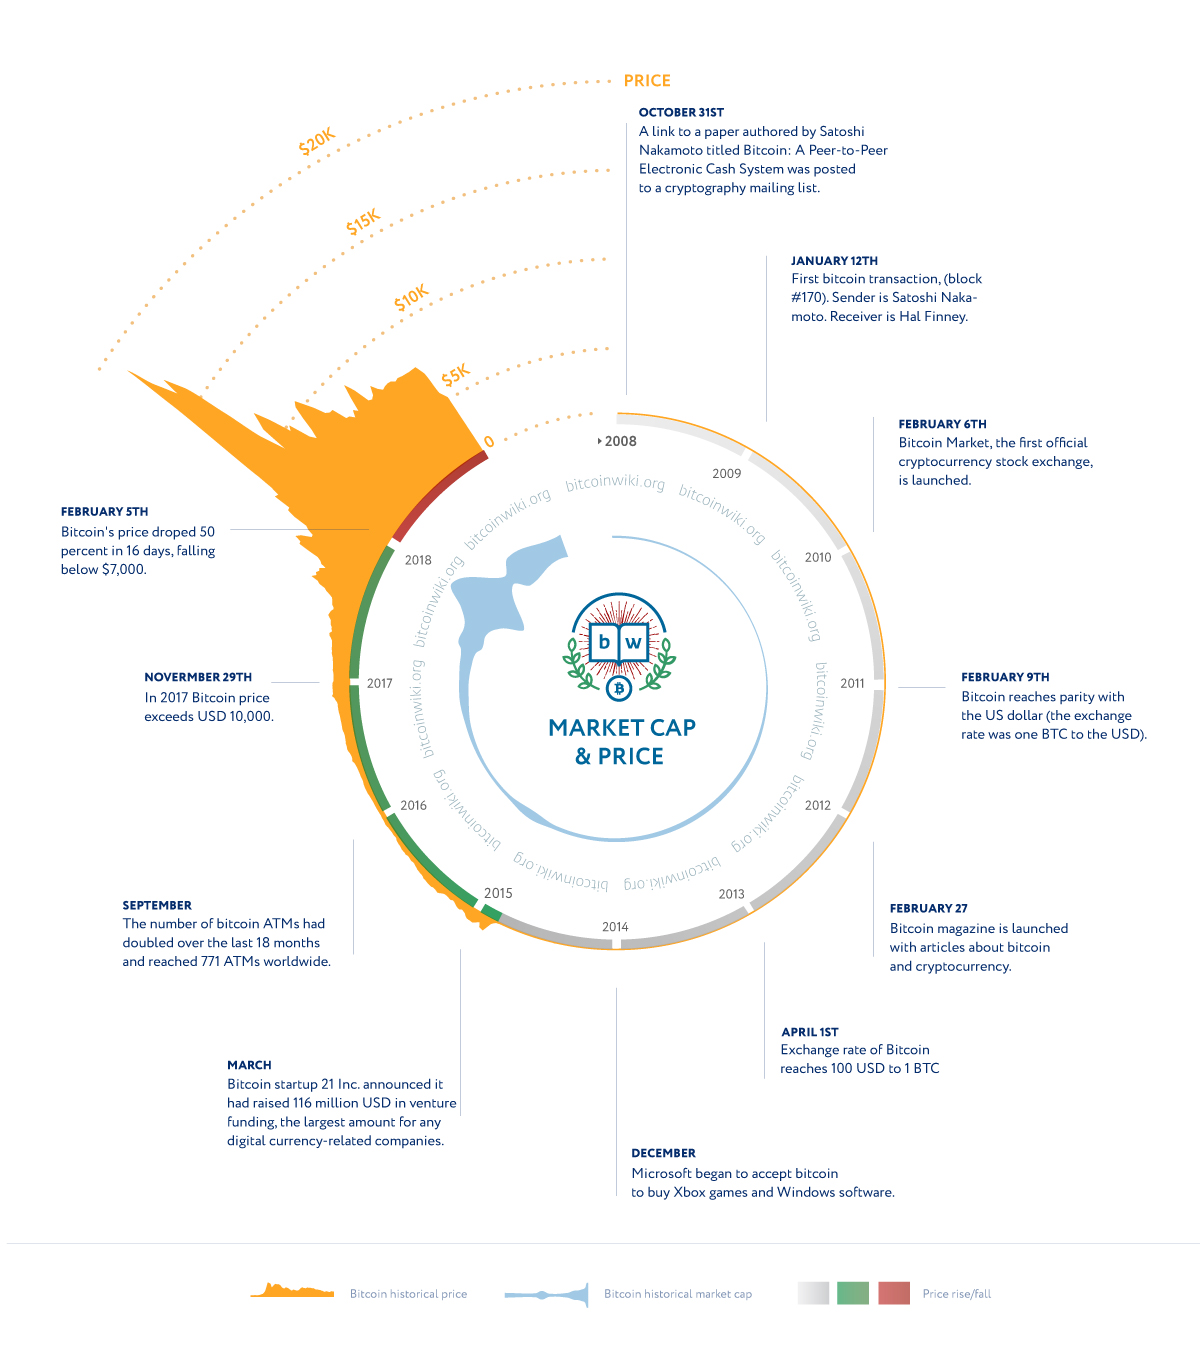 PRICE
$20K
$15K
$10K
$5K
0
OCTOBER 31ST
A link to a paper authored by Satoshi
Nakamoto titled Bitcoin: A Peer-to-Peer
Electronic Cash System was posted
to a cryptography mailing list.
JANUARY 12TH
First bitcoin transaction, (block
#170). Sender is Satoshi Naka-
moto. Receiver is Hal Finney.
FEBRUARY 6TH
Bitcoin Market, the first official
cryptocurrency stock exchange,
is launched.
FEBRUARY 9TH
Bitcoin reaches parity with
the US dollar (the exchange
rate was one BTC to the USD).
FEBRUARY 27
Bitcoin magazine is launched
with articles about bitcoin
and cryptocurrency.
APRIL 1ST
Exchange rate of Bitcoin
reaches 100 USD to 1 BTC
DECEMBER
Microsoft began to accept bitcoin
to buy Xbox games and Windows software.
MARCH
Bitcoin startup 21 Inc. announced it
had raised 116 million USD in venture
funding, the largest amount for any
digital currency-related companies.
SEPTEMBER
The number of bitcoin ATMs had
doubled over the last 18 months
and reached 771 ATMs worldwide.
NOVERMBER 29TH
In 2017 Bitcoin price
exceeds USD 10,000.
FEBRUARY 5TH
Bitcoin's price droped 50
percent in 16 days, falling
below $7,000.
2008
2009
2010
2011
2012
2013
2014
2015
2016
2017
2018
bitcoinwiki.org
bitcoinwiki.org
bitcoinwiki.org
bitcoinwiki.org
bitcoinwiki.org
bitcoinwiki.org
bitcoinwiki.org
bitcoinwiki.org
bitcoinwiki.org
bitcoinwiki.org
bitcoinwiki.org
b w
MARKET CAP
& PRICE
Bitcoin historical price
Bitcoin historical market cap
Price rise/fall